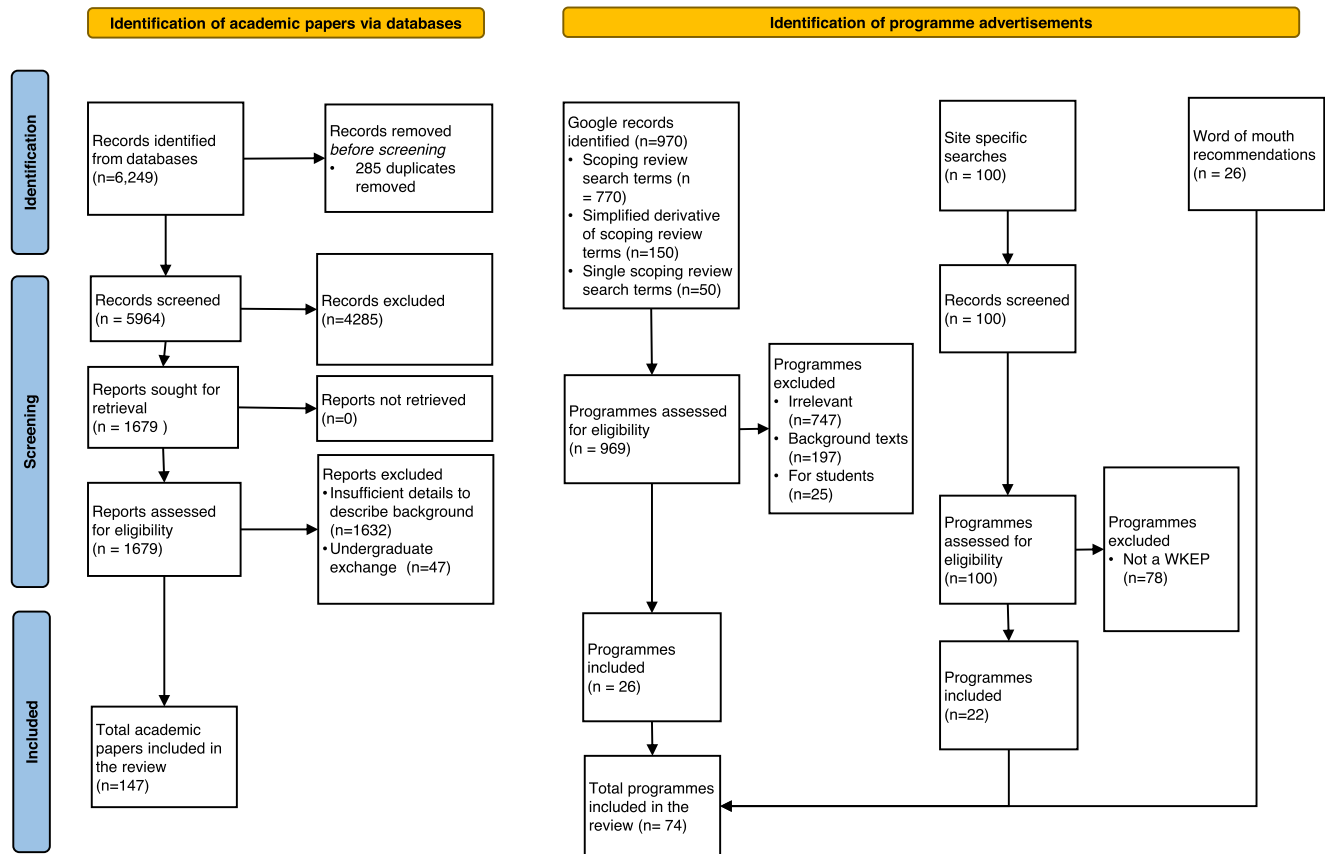 Identification of academic papers via databases
Identification of programme advertisements
Identification
Records identified
from databases
(n=6,249)
Records removed
before screening
• 285 duplicates
removed
Google records
identified (n=970)
• Scoping review
search terms (n
= 770)
• Simplified derivative
of scoping review
terms (n=150)
• Single scoping review
search terms (n=50)
Site specific
searches
(n = 100)
Word of mouth
recommendations
(n = 26)
Screening
Records screened
(n = 5964)
Records excluded
(n=4285)
Records screened
(n = 100)
Reports sought for
retrieval
(n = 1679 )
Reports not retrieved
(n=0)
Programmes assessed
for eligibility
(n = 969)
Programmes
excluded
• Irrelevant
(n=747)
• Background texts
(n=197)
• For students
(n=25)
Reports assessed
for eligibility
(n = 1679)
Reports excluded
• Insufficient details to
describe background
(n=1632)
• Undergraduate
exchange (n=47)
Programmes
assessed for
eligibility
(n=100)
Programmes
excluded
• Not a WKEP
(n=78)
Included
Programmes
included
(n = 26)
Programmes
included
(n=22)
Total academic
papers included in
the review
(n=147)
Total programmes
included in the
review (n= 74)